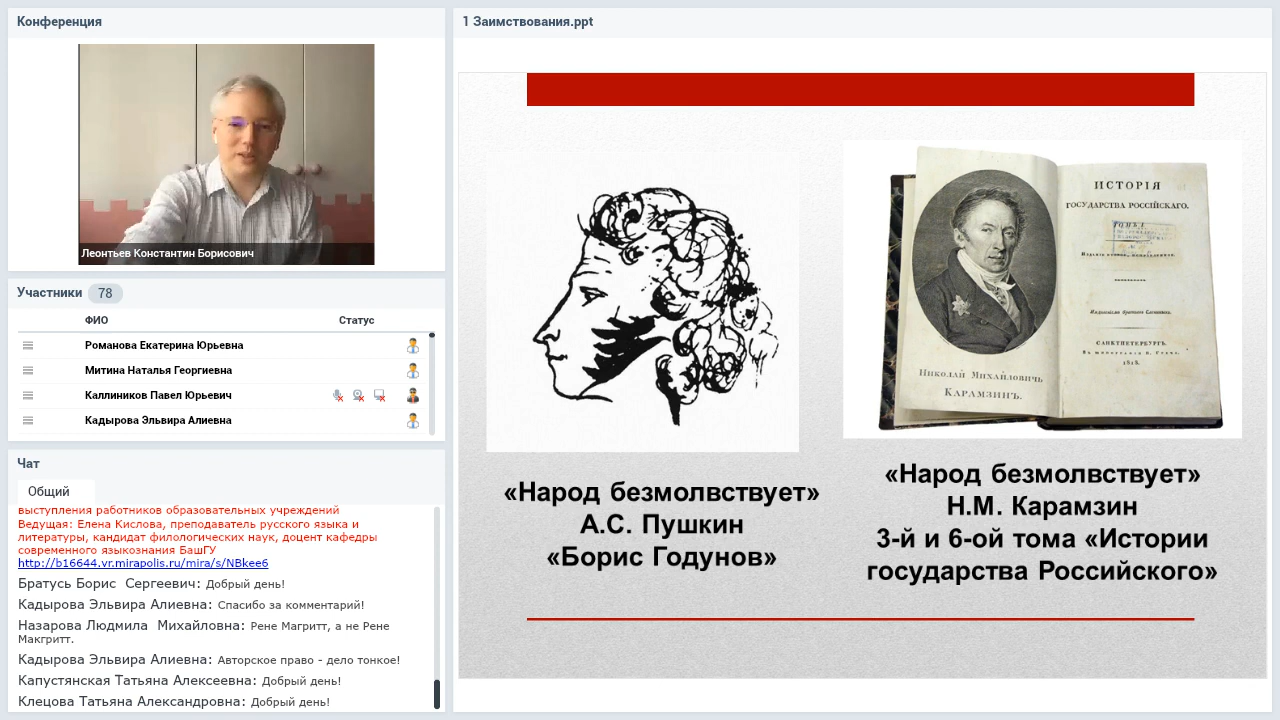 Конференция
Леонтьев Константин Борисович
Участники 78
ФИО Статус
Романова Екатерина Юрьевна
Митина Наталья Георгиевна
Каллиников Павел Юрьевич
Кадырова Эльвира Алиевна
Чат
Общий
выступления работников образовательных учреждений
Ведущая: Елена Кислова, преподаватель русского языка и
литературы, кандидат филологических наук, доцент кафедры
современного языкознания БашГУ
http://b16644.vr.mirapolis.ru/mira/s/NBkee6
Братусь Борис Сергеевич: Добрый день!
Кадырова Эльвира Алиевна: Спасибо за комментарий!
Назарова Людмила Михайловна: Рене Магритт, а не Рене
Макгритт.
Кадырова Эльвира Алиевна: Авторское право - дело тонкое!
Капустянская Татьяна Алексеевна: Добрый день!
Клецова Татьяна Александровна: Добрый день!
1 Заимствования.ppt
ИСТОРІЯ
ГОСУДАРСТВА РОССІЙСКАГО.
ТОМЪ I
САНКТПЕТЕРБУРГЪ.
1818.
Николай Михайловичь
Карамзинъ.
«Народ безмолвствует»
А.С. Пушкин
«Борис Годунов»
«Народ безмолвствует»
Н.М. Карамзин
3-й и 6-ой тома «Истории
государства Российского»